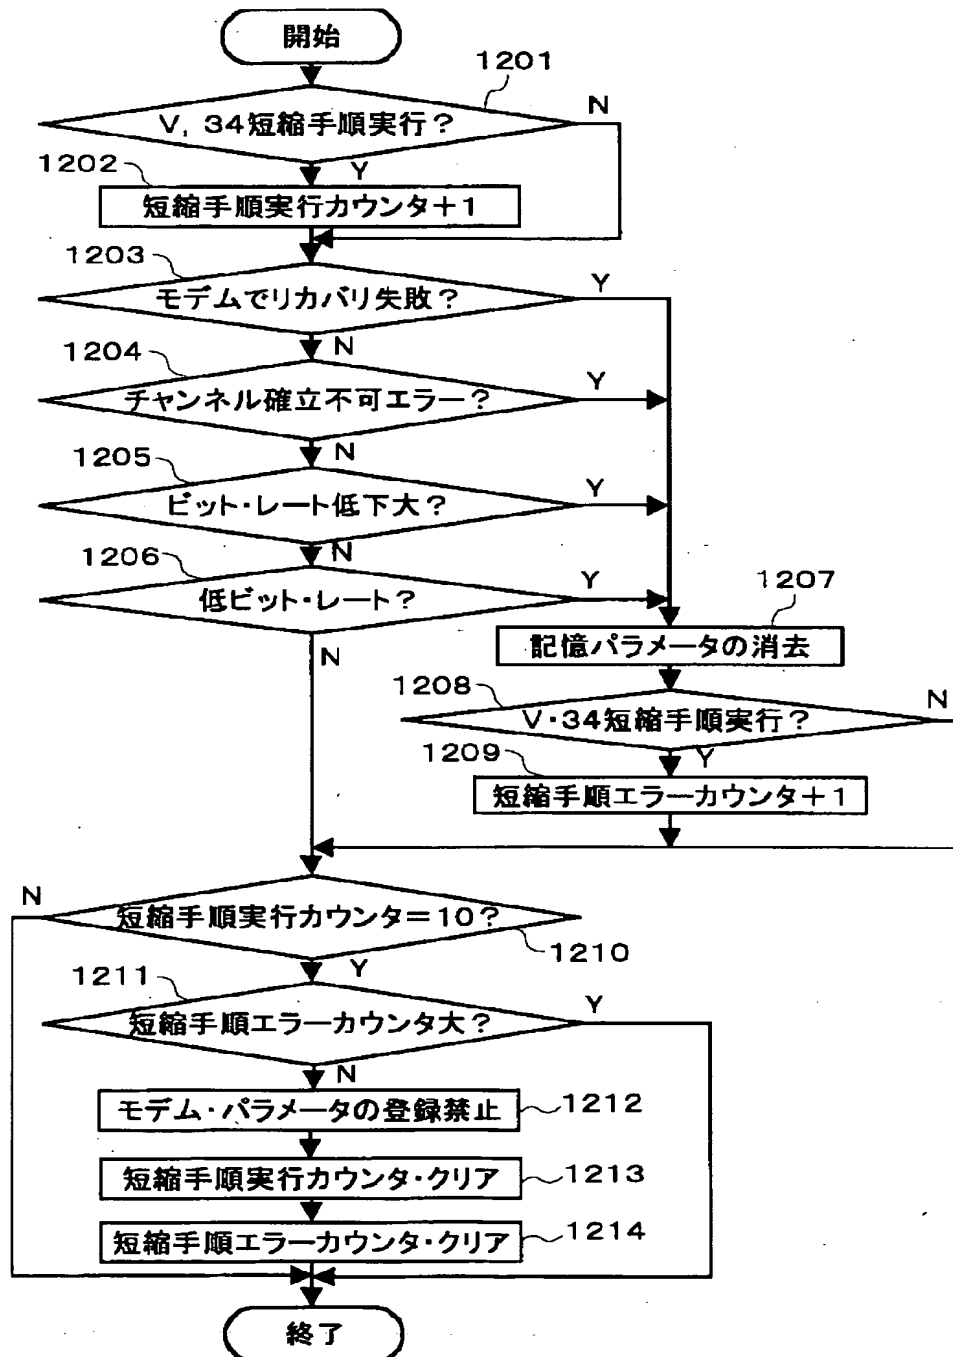 開始
1201
V, 34短縮手順実行？
N
Y
1202
短縮手順実行カウンタ＋1
1203
モデムでリカバリ失敗？
Y
N
1204
チャンネル確立不可エラー？
Y
N
1205
ビット・レート低下大？
Y
N
1206
低ビット・レート？
Y
N
1207
記憶パラメータの消去
1208
V・34短縮手順実行？
N
Y
1209
短縮手順エラーカウンタ＋1
N
短縮手順実行カウンタ＝10？
1210
Y
1211
短縮手順エラーカウンタ大？
Y
N
モデム・パラメータの登録禁止
1212
短縮手順実行カウンタ・クリア
1213
短縮手順エラーカウンタ・クリア
1214
終了